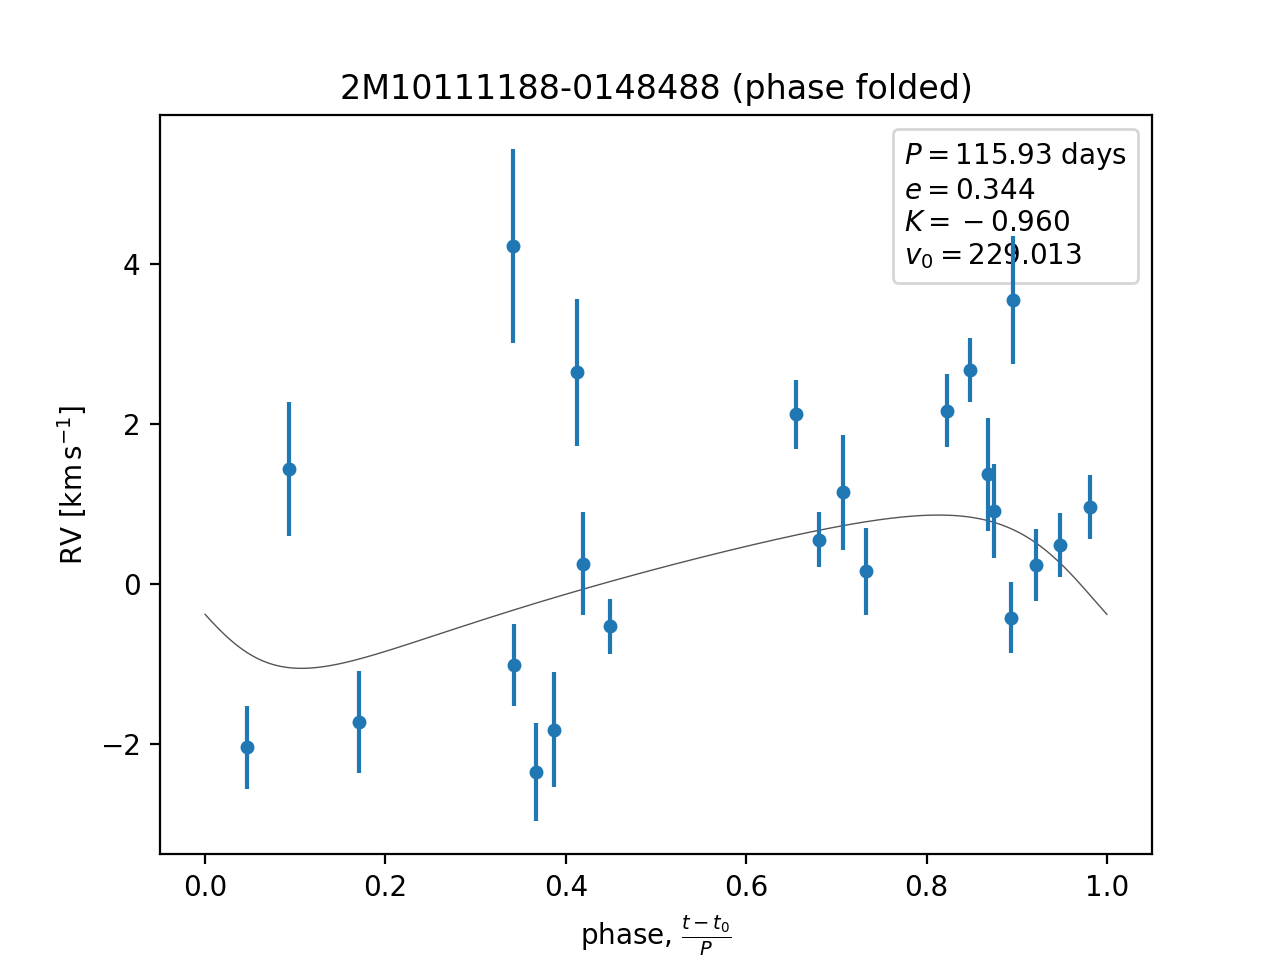 2M10111188-0148488 (phase folded)
P = 115.93 days
e = 0.344
K = −0.960
v₀ = 229.013
RV [km s⁻¹]
4
2
0
−2
0.0 0.2 0.4 0.6 0.8 1.0
phase, (t − t₀)/P